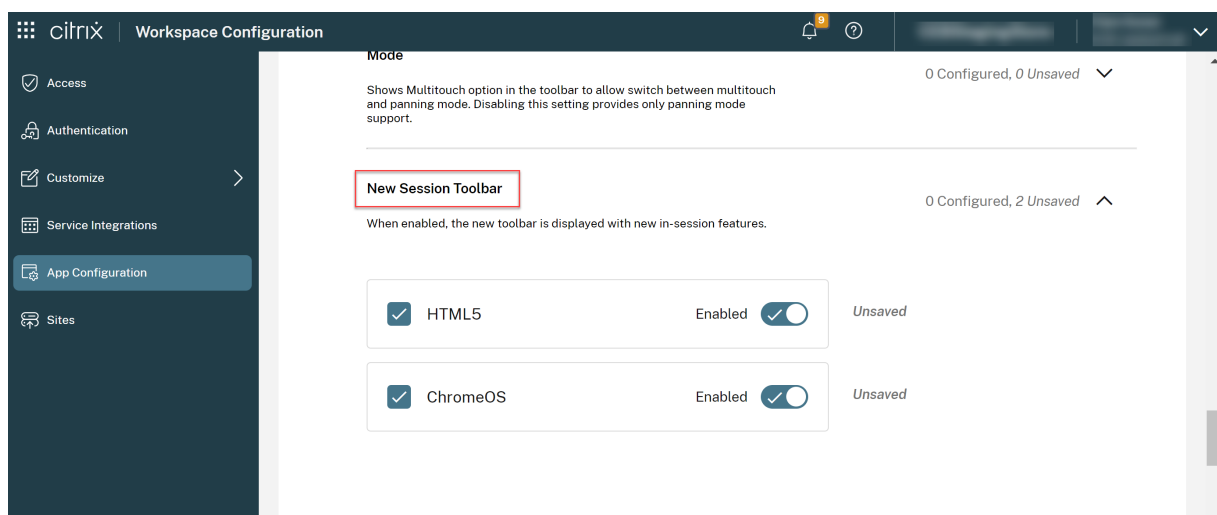 citrix Workspace Configuration 9
Access
Authentication
Customize
Service Integrations
App Configuration
Sites
Mode
Shows Multitouch option in the toolbar to allow switch between multitouch
and panning mode. Disabling this setting provides only panning mode
support.
0 Configured, 0 Unsaved
New Session Toolbar
When enabled, the new toolbar is displayed with new in-session features.
0 Configured, 2 Unsaved
HTML5 Enabled Unsaved
ChromeOS Enabled Unsaved